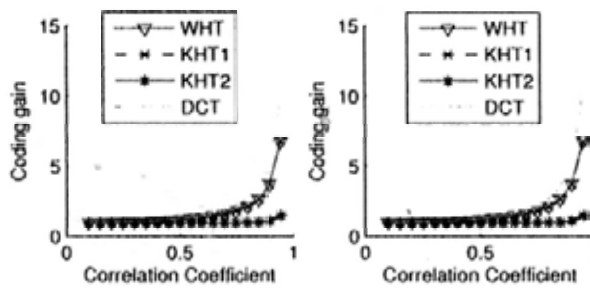 15
WHT
KHT1
KHT2
DCT
10
5
0
Coding gain
0
0.5
1
Correlation Coefficient
15
WHT
KHT1
KHT2
DCT
10
5
0
Coding gain
0
0.5
Correlation Coefficient